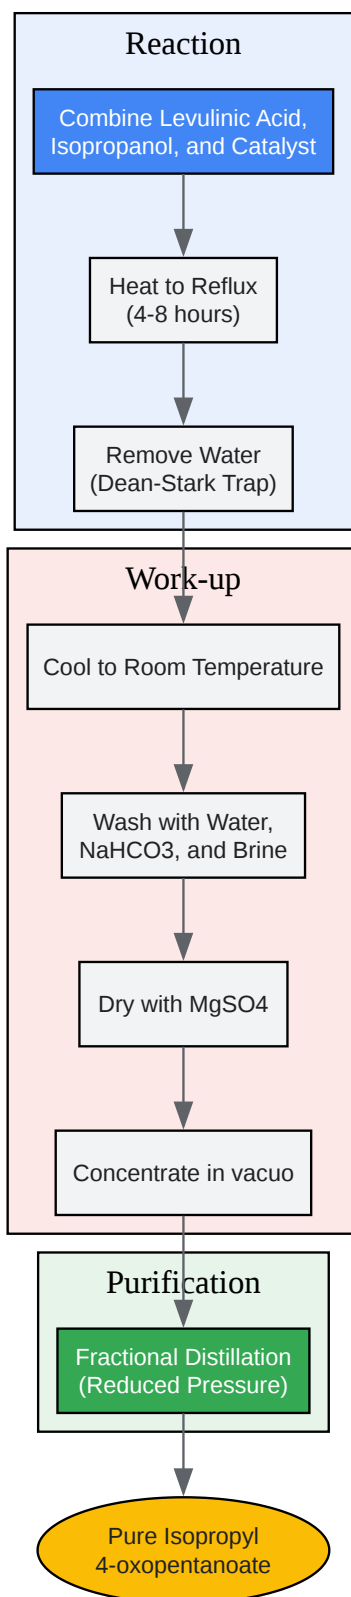 Reaction
Combine Levulinic Acid,
Isopropanol, and Catalyst
Heat to Reflux
(4-8 hours)
Remove Water
(Dean-Stark Trap)
Work-up
Cool to Room Temperature
Wash with Water,
NaHCO3, and Brine
Dry with MgSO4
Concentrate in vacuo
Purification
Fractional Distillation
(Reduced Pressure)
Pure Isopropyl
4-oxopentanoate